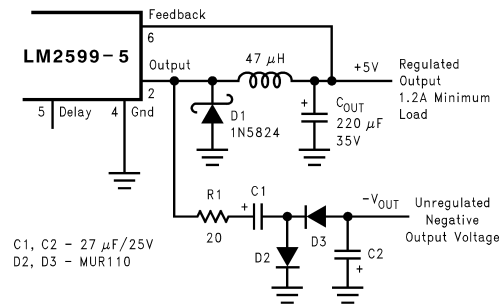 Feedback
6
LM2599-5
Output
2
5 Delay 4 Gnd
47 μH
+5V
Regulated
Output
1.2A Minimum
Load
D1
1N5824
+
COUT
220 μF
35V
R1
20
+ C1
D2
D3
-VOUT
C2
+
Unregulated
Negative
Output Voltage
C1, C2 - 27 μF/25V
D2, D3 - MUR110